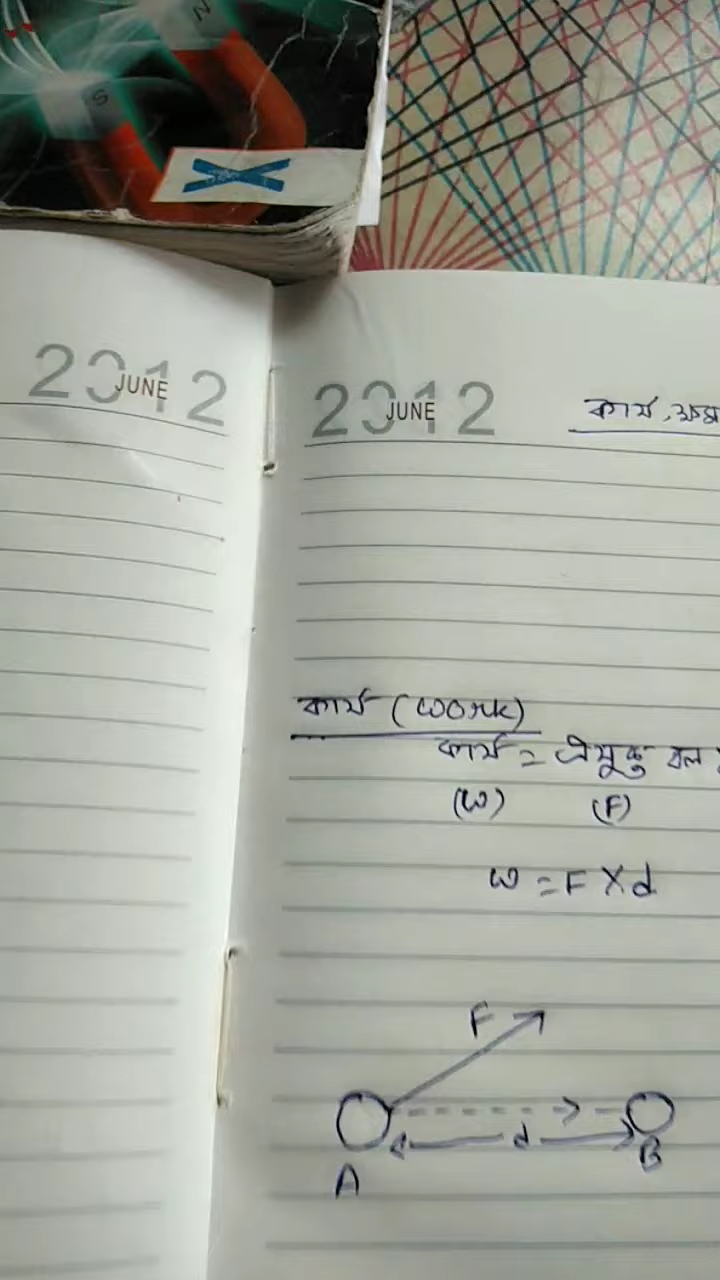 N
S
2012
JUNE
2012
JUNE
কার্য,
কার্য (Work)
কার্য = প্রযুক্ত বল
(W) (F)
W = F X d
F
d
A
B